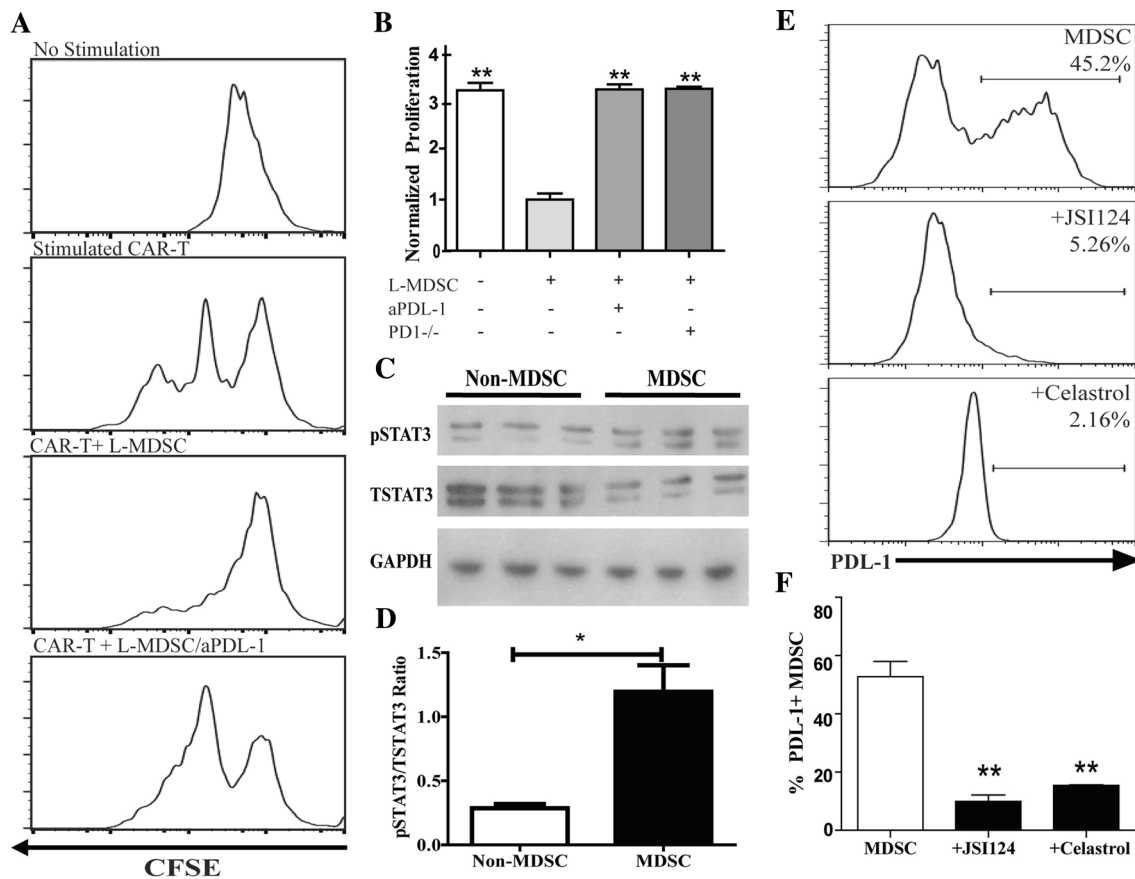 A
No Stimulation
Stimulated CAR-T
CAR-T+ L-MDSC
CAR-T + L-MDSC/aPDL-1
CFSE
B
Normalized Proliferation
4
3
2
1
0
** ** **
L-MDSC - + + +
aPDL-1 - - + -
PD1-/- - - - +
C
Non-MDSC MDSC
pSTAT3
TSTAT3
GAPDH
D
pSTAT3/TSTAT3 Ratio
1.5
1.0
0.5
0.0
*
Non-MDSC MDSC
E
MDSC
45.2%
+JSI124
5.26%
+Celastrol
2.16%
PDL-1
F
% PDL-1+ MDSC
80
60
40
20
0
** **
MDSC +JSI124 +Celastrol